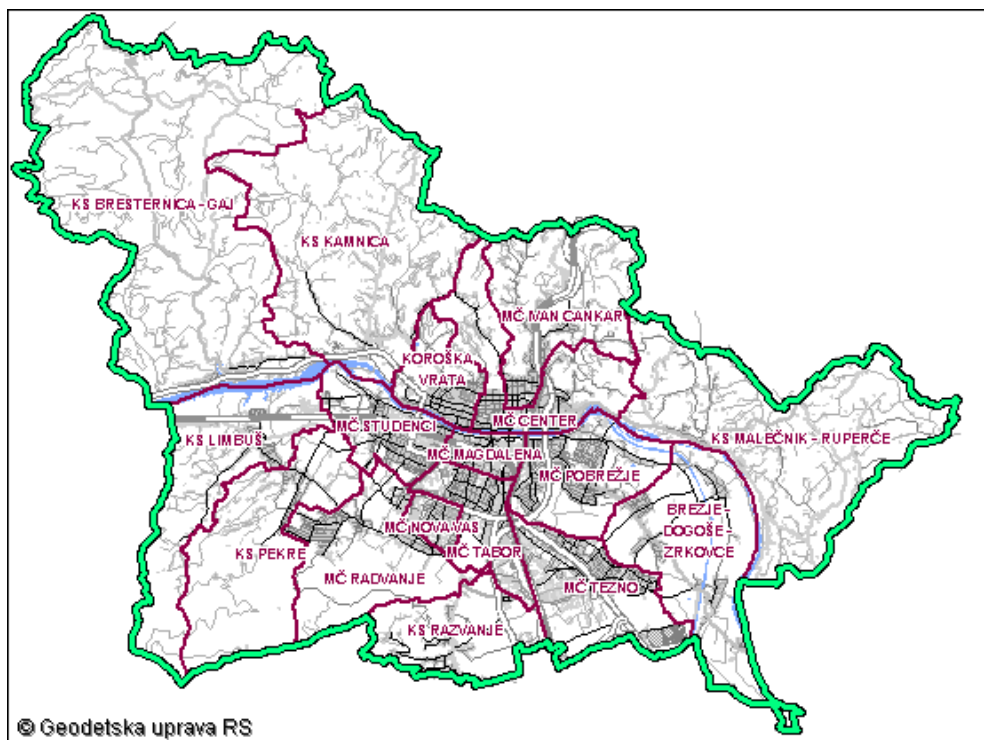 KS BRESTERNICA - GAJ
KS KAMNICA
MČ IVAN CANKAR
KOROŠKA
VRATA
MČ CENTER
MČ STUDENCI
KS LIMBUŠ
KS MALEČNIK - RUPERČE
MČ MAGDALENA
MČ POBREŽJE
BREZJE -
DOGOŠE -
ZRKOVCE
MČ NOVA VAS
KS PEKRE
MČ TABOR
MČ RADVANJE
MČ TEZNO
KS RAZVANJE
© Geodetska uprava RS